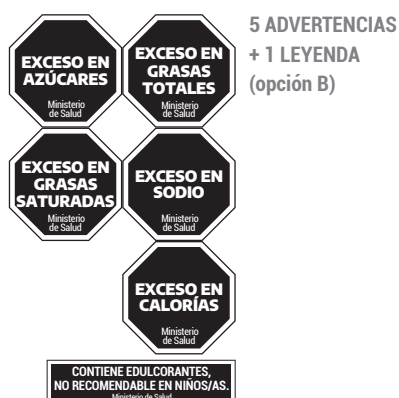 EXCESO EN
AZÚCARES
Ministerio
de Salud
EXCESO EN
GRASAS
TOTALES
Ministerio
de Salud
5 ADVERTENCIAS
+ 1 LEYENDA
(opción B)
EXCESO EN
GRASAS
SATURADAS
Ministerio
de Salud
EXCESO EN
SODIO
Ministerio
de Salud
EXCESO EN
CALORÍAS
Ministerio
de Salud
CONTIENE EDULCORANTES,
NO RECOMENDABLE EN NIÑOS/AS.
Ministerio de Salud